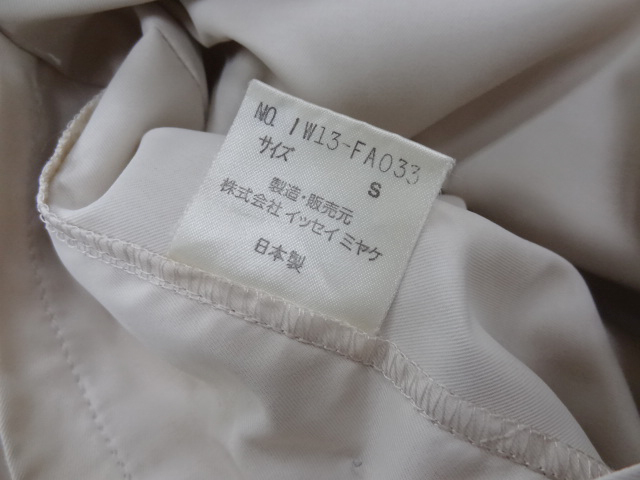 NO. IW13-FA033
サイズ S
製造・販売元
株式会社 イッセイ ミヤケ
日本製